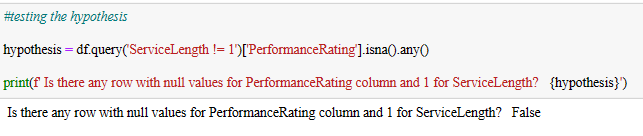 #testing the hypothesis
hypothesis = df.query('ServiceLength != 1')['PerformanceRating'].isna().any()
print(f' Is there any row with null values for PerformanceRating column and 1 for ServiceLength?   {hypothesis}')
Is there any row with null values for PerformanceRating column and 1 for ServiceLength?   False